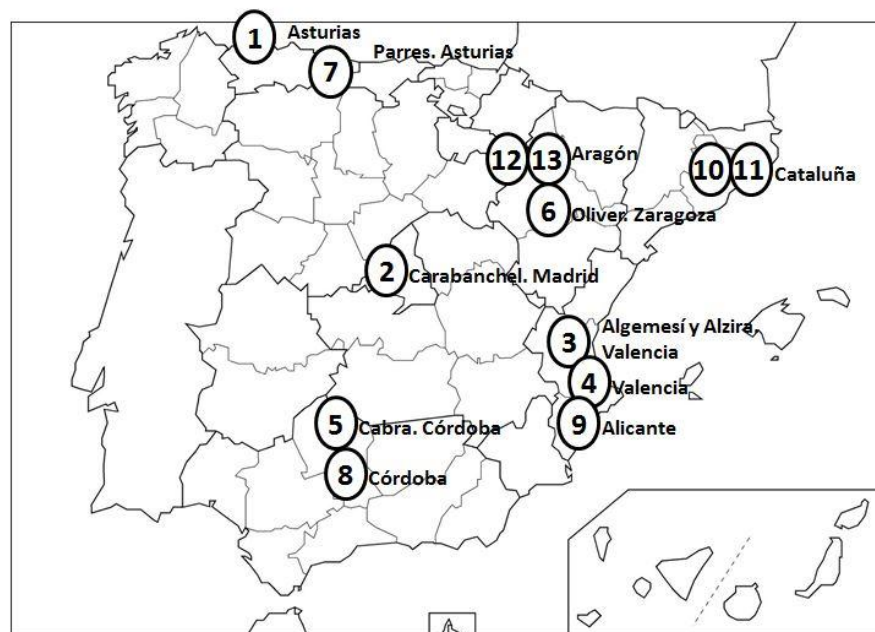 1 Asturias
Parres. Asturias
7
12 13 Aragón
10 11 Cataluña
6 Oliver. Zaragoza
2 Carabanchel. Madrid
3 Algemesí y Alzira,
Valencia
4 Valencia
5 Cabra. Córdoba
9 Alicante
8 Córdoba